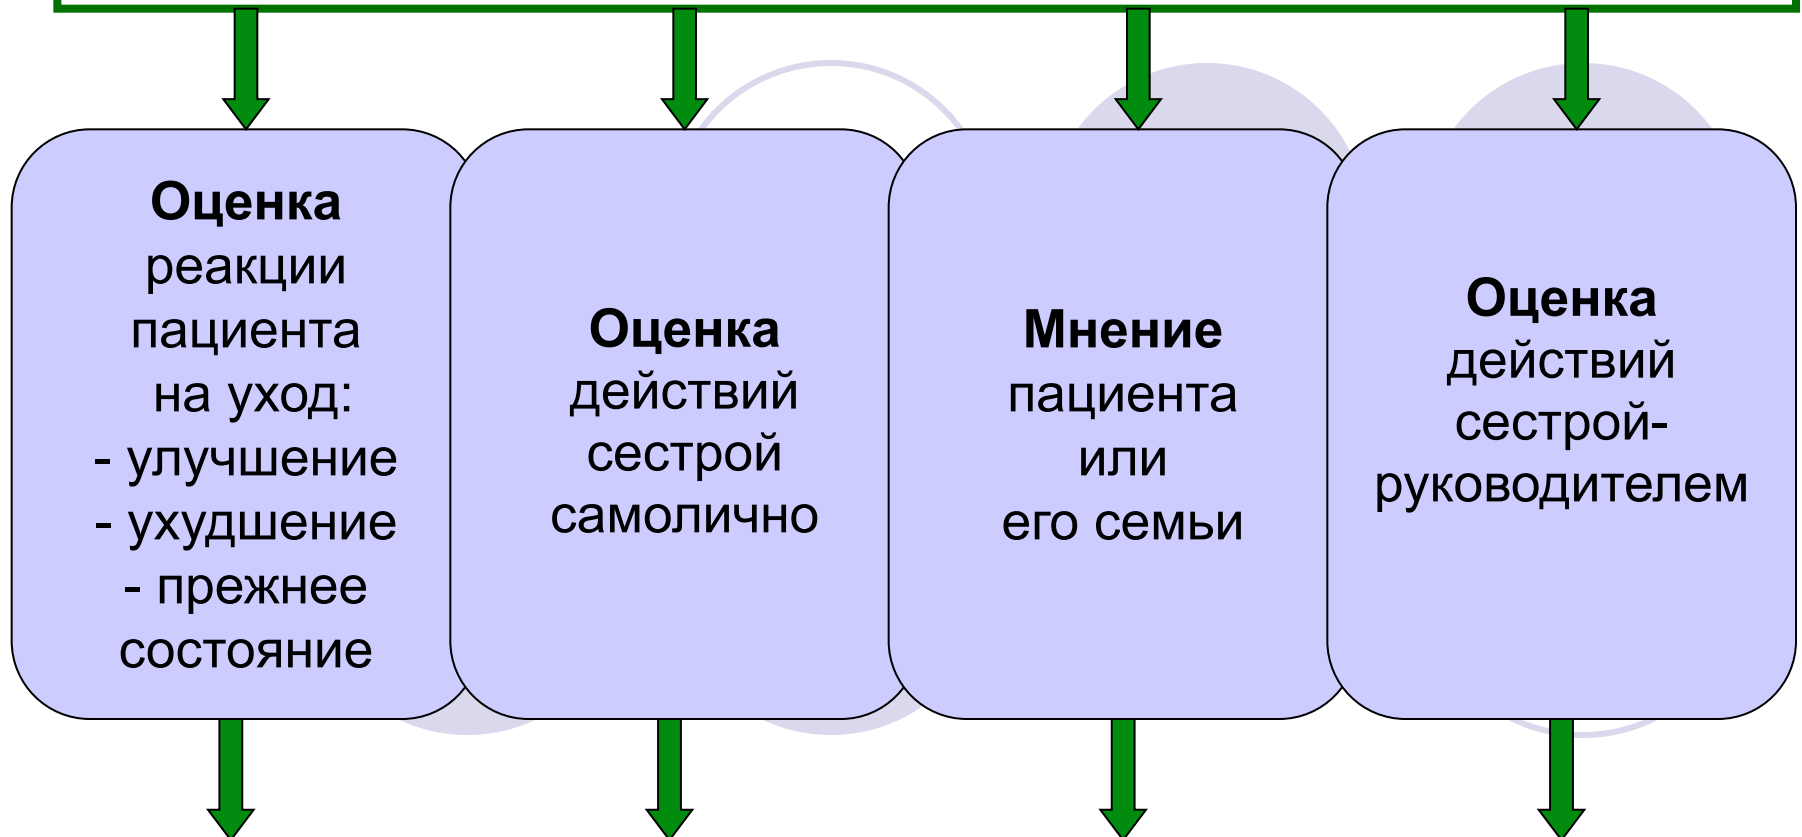 Оценка
реакции
пациента
на уход:
- улучшение
- ухудшение
- прежнее
состояние
Оценка
действий
сестрой
самолично
Мнение
пациента
или
его семьи
Оценка
действий
сестрой-
руководителем